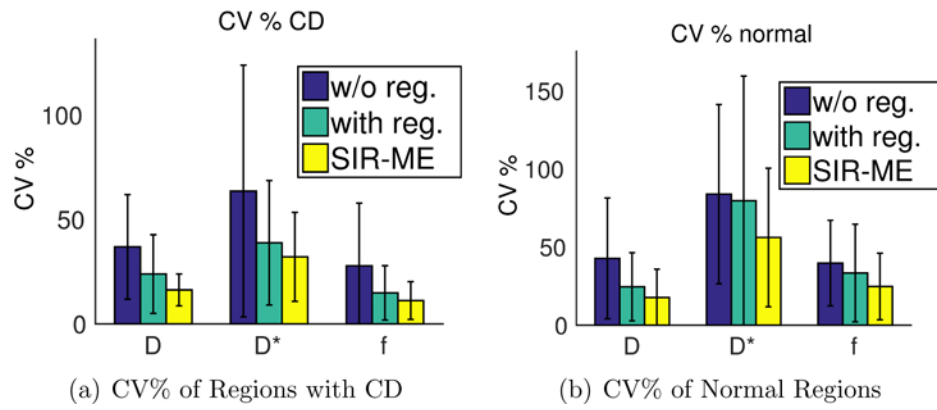 CV % CD
CV %
100
50
0
w/o reg.
with reg.
SIR-ME
D
D*
f
(a) CV% of Regions with CD
CV % normal
CV %
150
100
50
0
w/o reg.
with reg.
SIR-ME
D
D*
f
(b) CV% of Normal Regions